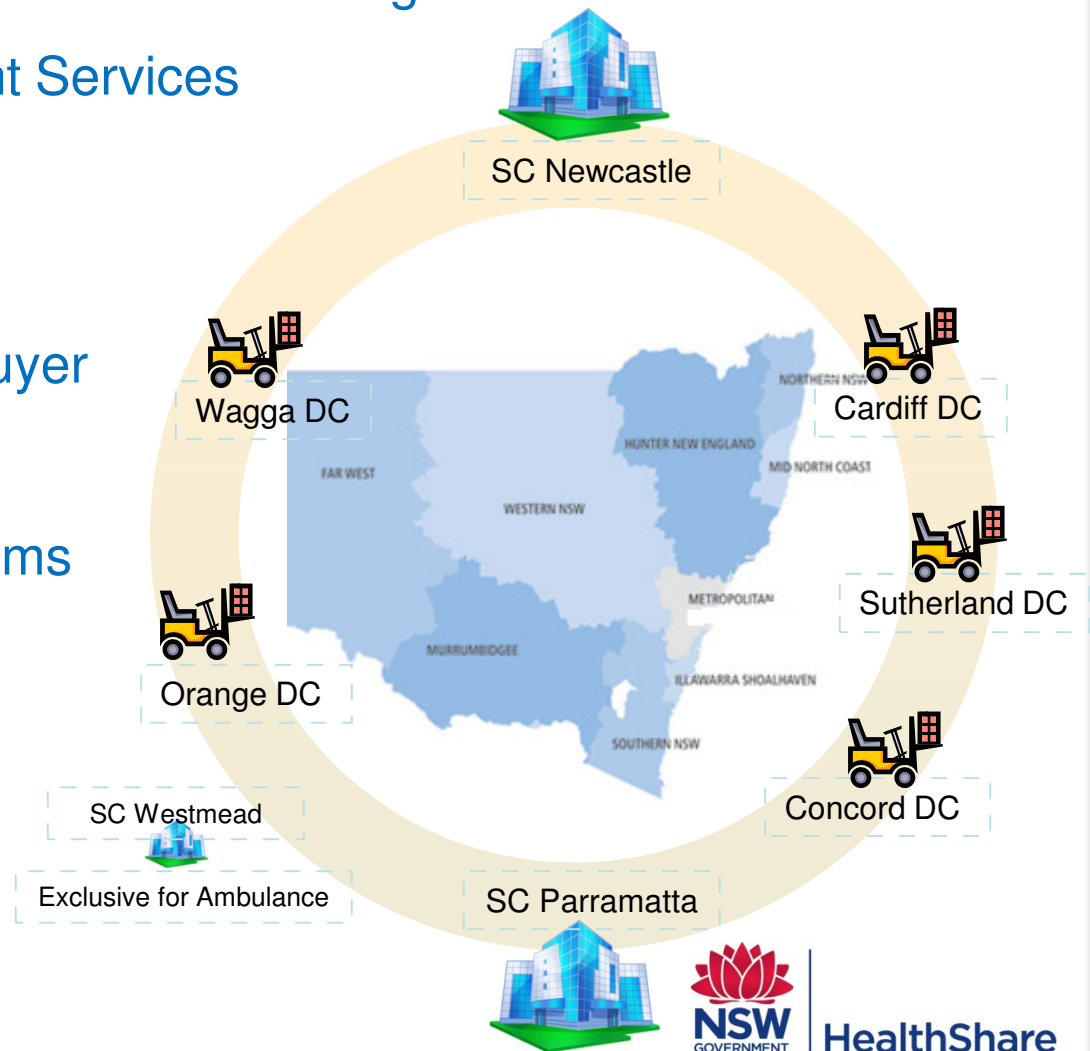 nt Services
SC Newcastle
uyer
Wagga DC
Cardiff DC
NORTHERN NSW
HUNTER NEW ENGLAND
MID NORTH COAST
FAR WEST
WESTERN NSW
ms
METROPOLITAN
Sutherland DC
MURRUMBIDGEE
Orange DC
ILLAWARRA SHOALHAVEN
SOUTHERN NSW
Concord DC
SC Westmead
Exclusive for Ambulance
SC Parramatta
NSW
GOVERNMENT
HealthShare